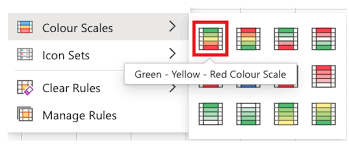 Colour Scales
Icon Sets
Green - Yellow - Red Colour Scale
Clear Rules
Manage Rules